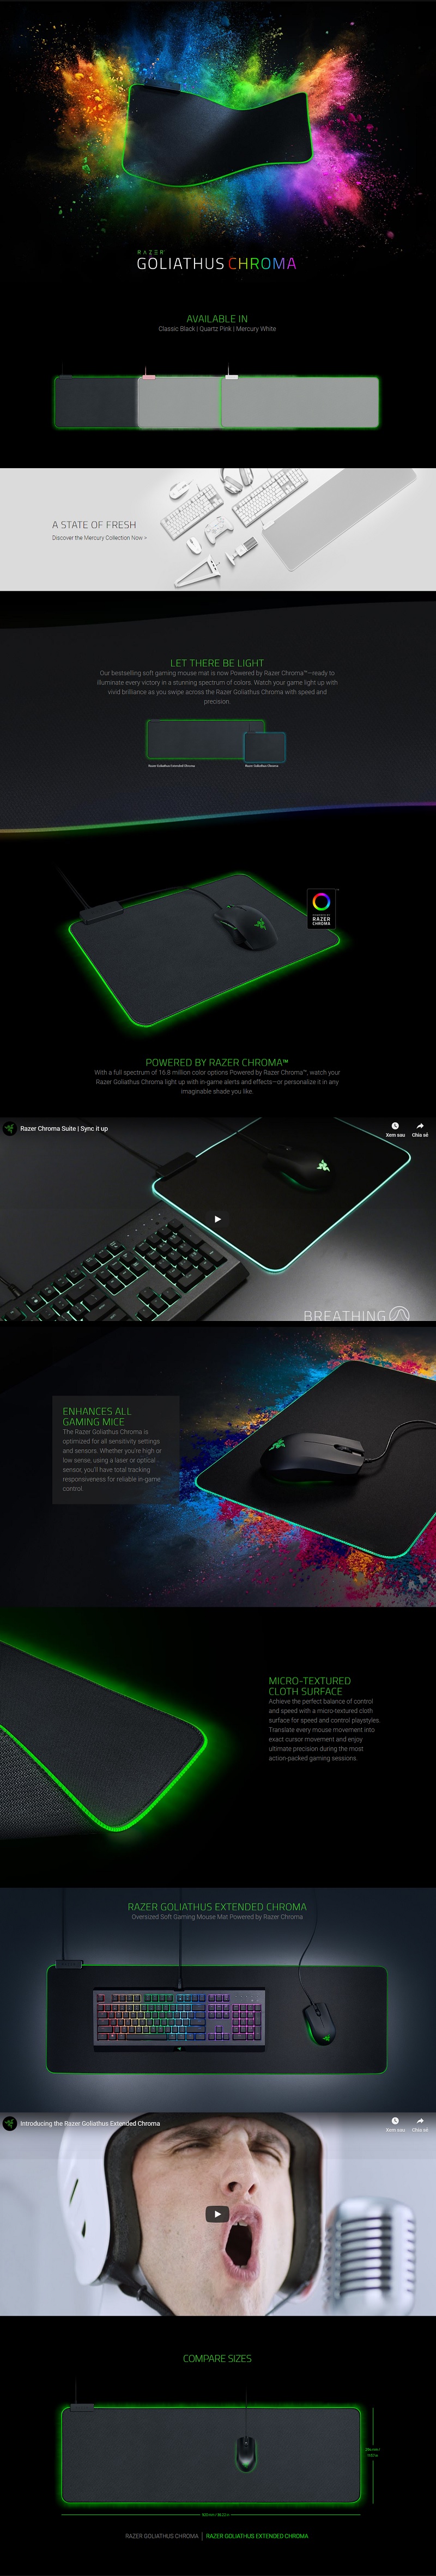 RAZER
GOLIATHUS CHROMA
AVAILABLE IN
Classic Black | Quartz Pink | Mercury White
A STATE OF FRESH
Discover the Mercury Collection Now >
LET THERE BE LIGHT
Our bestselling soft gaming mouse mat is now Powered by Razer Chroma™—ready to
illuminate every victory in a stunning spectrum of colors. Watch your game light up with
vivid brilliance as you swipe across the Razer Goliathus Chroma with speed and
precision.
Razer Goliathus Extended Chroma
Razer Goliathus Chroma
POWERED BY
RAZER
CHROMA
POWERED BY RAZER CHROMA™
With a full spectrum of 16.8 million color options Powered by Razer Chroma™, watch your
Razer Goliathus Chroma light up with in-game alerts and effects—or personalize it in any
imaginable shade you like.
Razer Chroma Suite | Sync it up
Xem sau
Chia sẻ
BREATHING
ENHANCES ALL
GAMING MICE
The Razer Goliathus Chroma is
optimized for all sensitivity settings
and sensors. Whether you're high or
low sense, using a laser or optical
sensor, you'll have total tracking
responsiveness for reliable in-game
control.
MICRO-TEXTURED
CLOTH SURFACE
Achieve the perfect balance of control
and speed with a micro-textured cloth
surface for speed and control playstyles.
Translate every mouse movement into
exact cursor movement and enjoy
ultimate precision during the most
action-packed gaming sessions.
RAZER GOLIATHUS EXTENDED CHROMA
Oversized Soft Gaming Mouse Mat Powered by Razer Chroma
Introducing the Razer Goliathus Extended Chroma
Xem sau
Chia sẻ
COMPARE SIZES
RAZER GOLIATHUS CHROMA | RAZER GOLIATHUS EXTENDED CHROMA